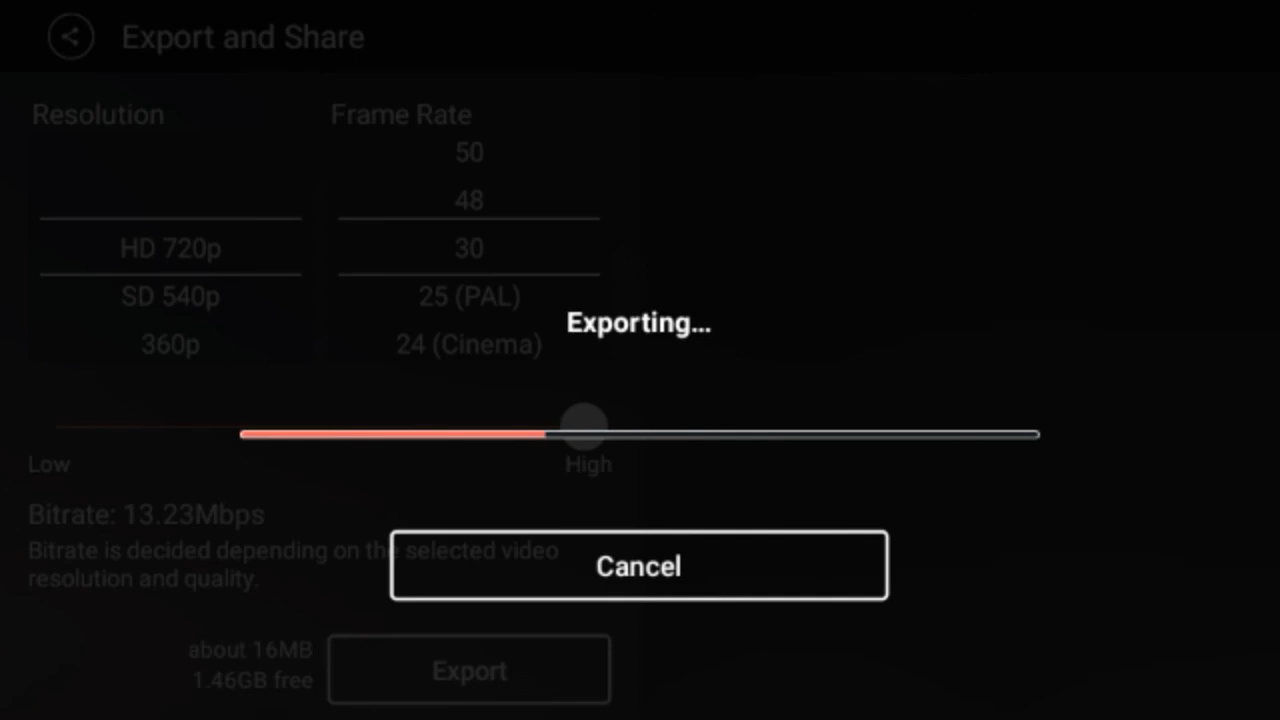 Export and Share
Resolution
Frame Rate
50
48
HD 720p
30
SD 540p
25 (PAL)
360p
24 (Cinema)
Exporting...
Low
High
Bitrate: 13.23Mbps
Bitrate is decided depending on the selected video
resolution and quality.
Cancel
about 16MB
1.46GB free
Export